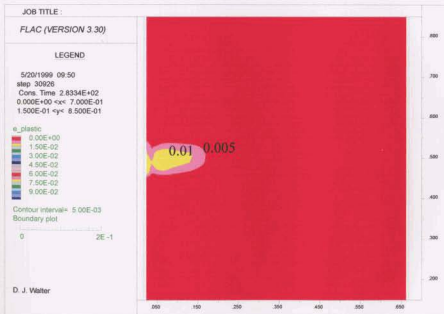 JOB TITLE :
FLAC (VERSION 3.30)
LEGEND
5/20/1999 09:50
step 30926
Cons. Time 2.8334E+02
0.000E+00 <x< 7.000E-01
1.500E-01 <y< 8.500E-01
e_plastic
0.00E+00
1.50E-02
3.00E-02
4.50E-02
6.00E-02
7.50E-02
9.00E-02
Contour interval= 5.00E-03
Boundary plot
0 2E -1
D. J. Walter
0.01 0.005
.800
.700
.600
.500
.400
.300
.200
.050 .150 .250 .350 .450 .550 .650